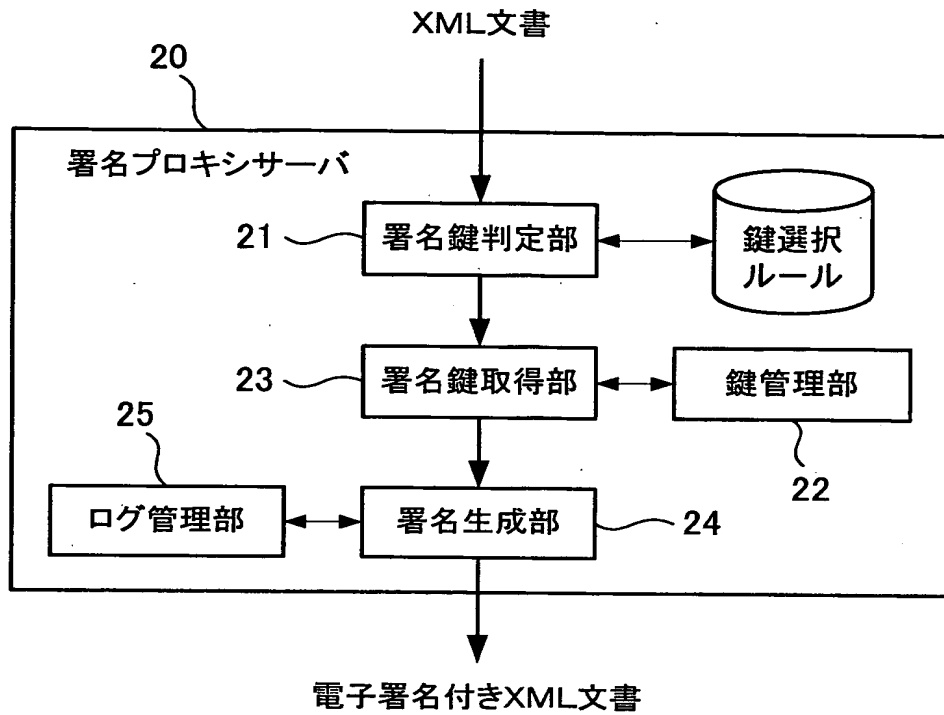 XML文書
20
署名プロキシサーバ
21
署名鍵判定部
鍵選択
ルール
23
署名鍵取得部
鍵管理部
25
22
ログ管理部
署名生成部
24
電子署名付きXML文書